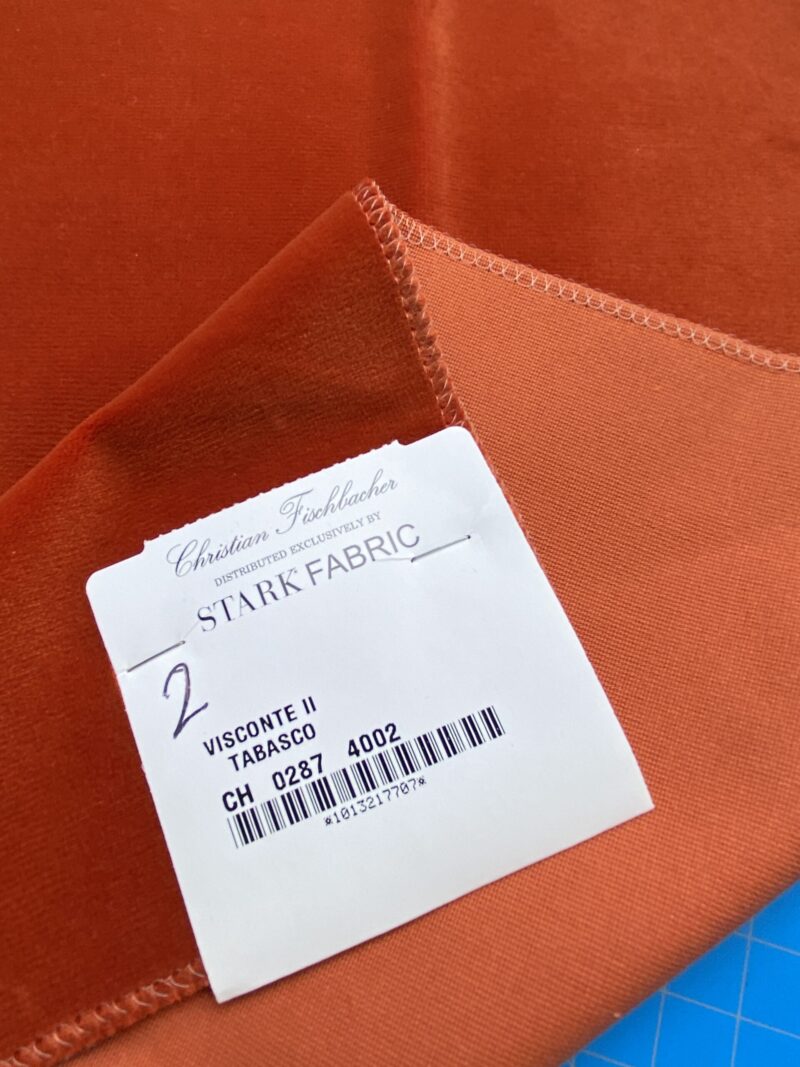 Christian Fischbacher
DISTRIBUTED EXCLUSIVELY BY
STARK FABRIC
2
VISCONTE II
TABASCO
CH 0287 4002
*1013217707*